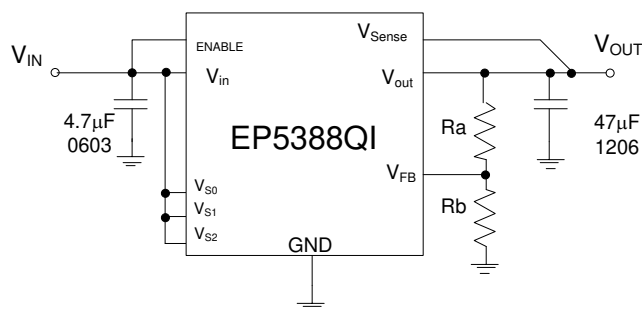 ENABLE
V_Sense
V_IN
V_OUT
V_in
V_out
4.7μF
0603
Ra
47μF
1206
EP5388QI
V_FB
V_S0
V_S1
V_S2
Rb
GND